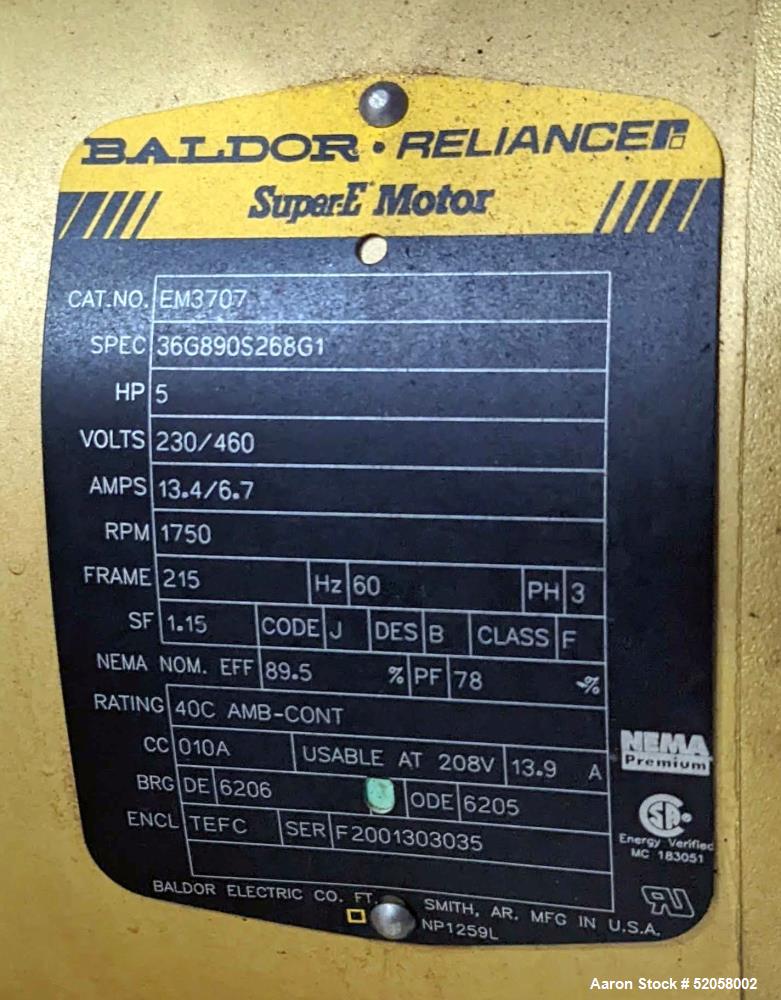 BALDOR • RELIANCE
Super-E Motor
CAT.NO. EM3707
SPEC 36G890S268G1
HP 5
VOLTS 230/460
AMPS 13.4/6.7
RPM 1750
FRAME 215 Hz 60 PH 3
SF 1.15 CODE J DES B CLASS F
NEMA NOM. EFF 89.5 % PF 78 %
RATING 40C AMB-CONT
CC 010A USABLE AT 208V 13.9 A
BRG DE 6206 ODE 6205
ENCL TEFC SER F2001303035
NEMA
Premium
Energy Verified
MC 183051
BALDOR ELECTRIC CO. FT. SMITH, AR. MFG IN U.S.A.
NP1259L
Aaron Stock # 52058002